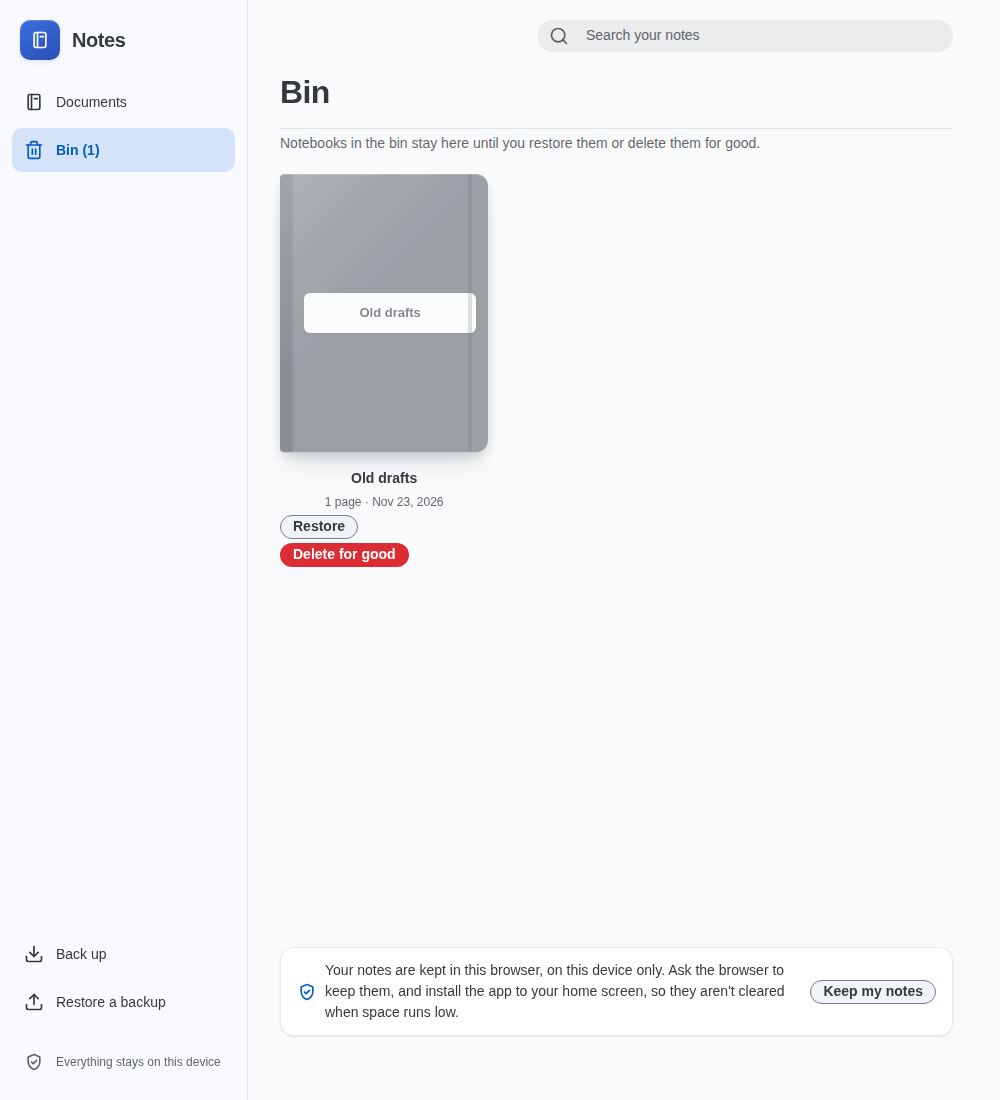 Notes
Documents
Bin (1)
Search your notes
Bin
Notebooks in the bin stay here until you restore them or delete them for good.
Old drafts
Old drafts
1 page · Nov 23, 2026
Restore
Delete for good
Your notes are kept in this browser, on this device only. Ask the browser to
keep them, and install the app to your home screen, so they aren't cleared
when space runs low.
Keep my notes
Back up
Restore a backup
Everything stays on this device